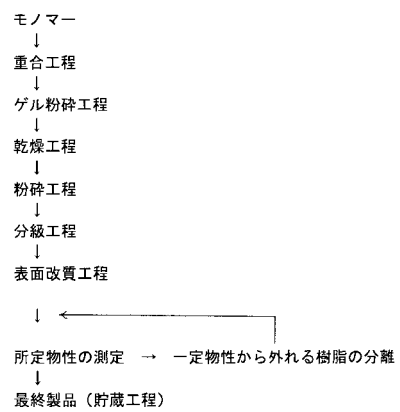 モノマー
↓
重合工程
↓
ゲル粉砕工程
↓
乾燥工程
↓
粉砕工程
↓
分級工程
↓
表面改質工程
↓
所定物性の測定 → 一定物性から外れる樹脂の分離
↓
最終製品（貯蔵工程）